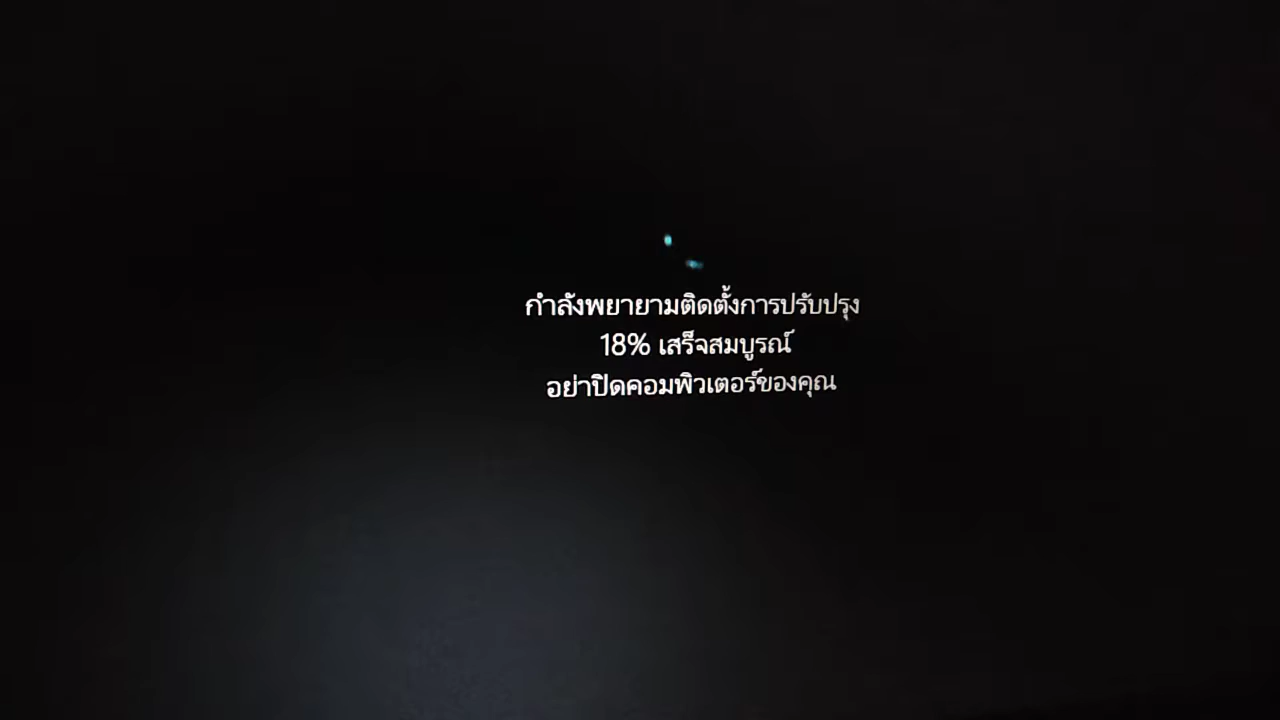 กำลังพยายามติดตั้งการปรับปรุง
18% เสร็จสมบูรณ์
อย่าปิดคอมพิวเตอร์ของคุณ